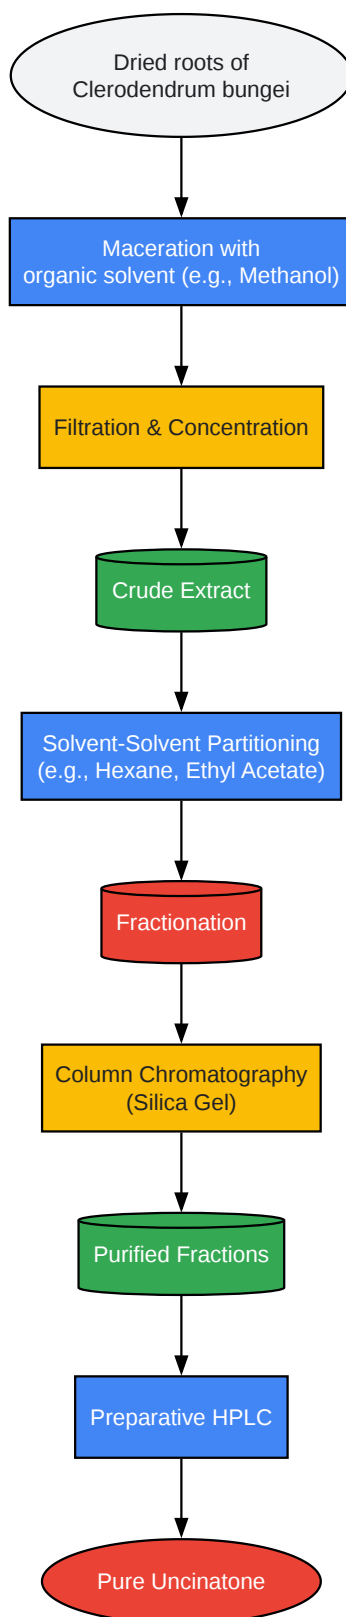 Dried roots of
Clerodendrum bungei
Maceration with
organic solvent (e.g., Methanol)
Filtration & Concentration
Crude Extract
Solvent-Solvent Partitioning
(e.g., Hexane, Ethyl Acetate)
Fractionation
Column Chromatography
(Silica Gel)
Purified Fractions
Preparative HPLC
Pure Uncinatone